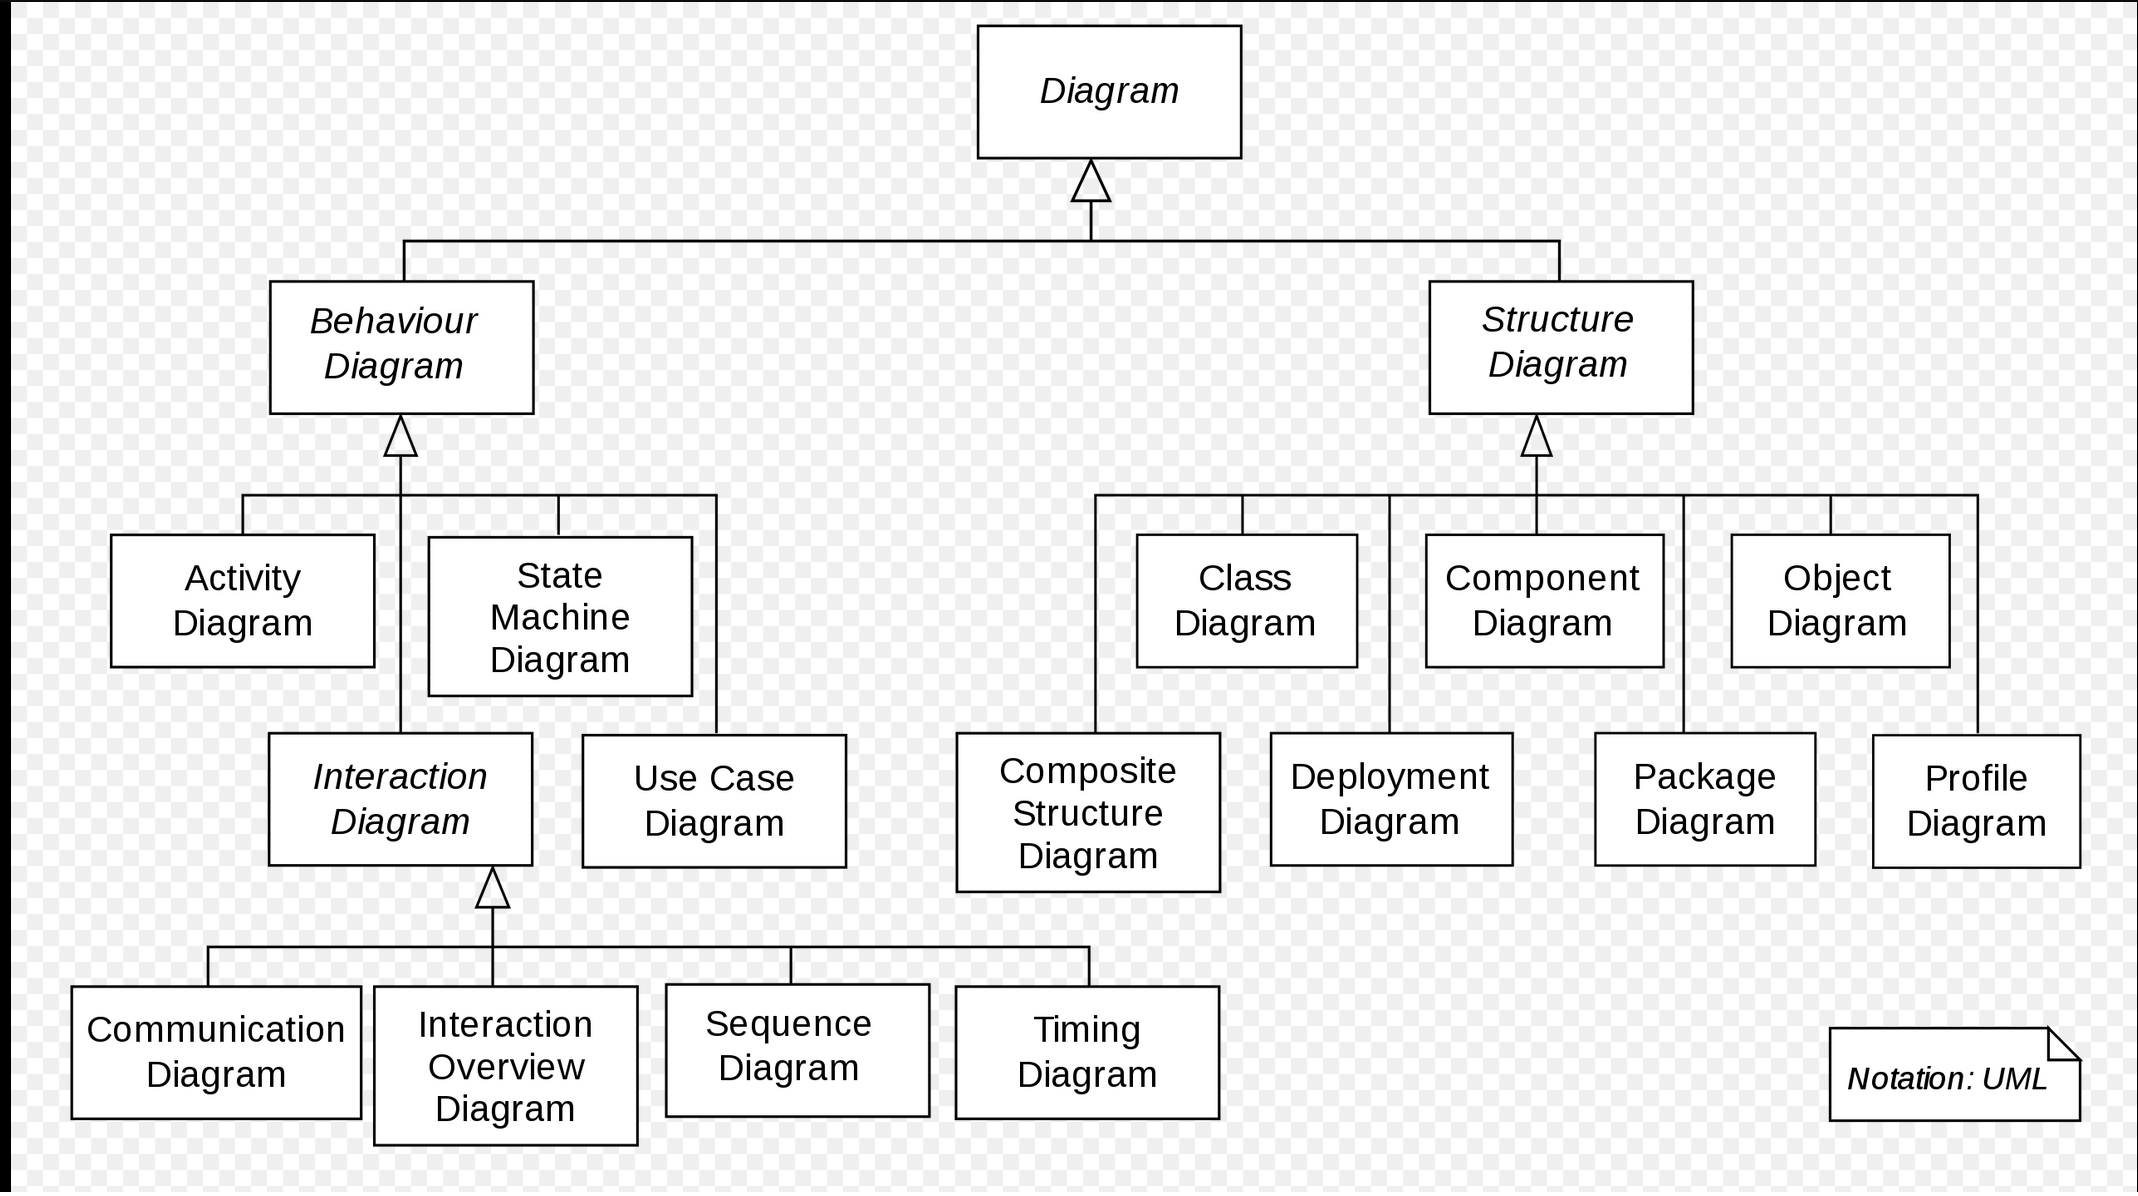 Diagram
Behaviour
Diagram
Structure
Diagram
Activity
Diagram
State
Machine
Diagram
Class
Diagram
Component
Diagram
Object
Diagram
Interaction
Diagram
Use Case
Diagram
Composite
Structure
Diagram
Deployment
Diagram
Package
Diagram
Profile
Diagram
Communication
Diagram
Interaction
Overview
Diagram
Sequence
Diagram
Timing
Diagram
Notation: UML